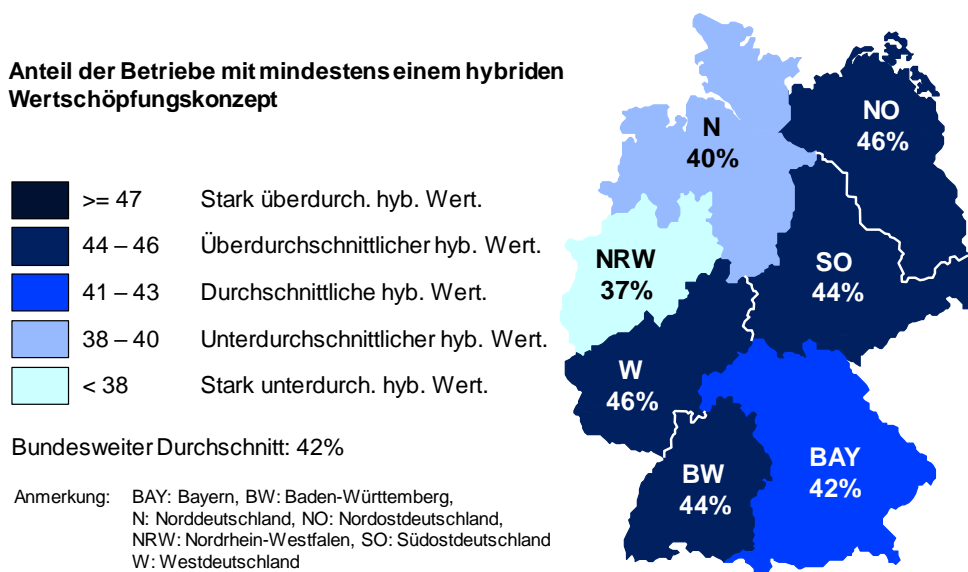 Anteil der Betriebe mit mindestens einem hybriden
Wertschöpfungskonzept
>= 47 Stark überdurch. hyb. Wert.
44 – 46 Überdurchschnittlicher hyb. Wert.
41 – 43 Durchschnittliche hyb. Wert.
38 – 40 Unterdurchschnittlicher hyb. Wert.
< 38 Stark unterdurch. hyb. Wert.
Bundesweiter Durchschnitt: 42%
Anmerkung: BAY: Bayern, BW: Baden-Württemberg,
N: Norddeutschland, NO: Nordostdeutschland,
NRW: Nordrhein-Westfalen, SO: Südostdeutschland
W: Westdeutschland
NO
46%
N
40%
NRW
37%
SO
44%
W
46%
BAY
42%
BW
44%